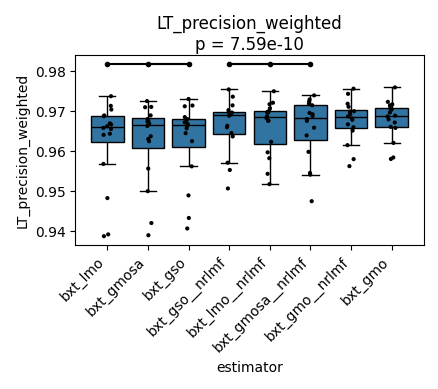 LT_precision_weighted
p = 7.59e-10
LT_precision_weighted
0.98
0.97
0.96
0.95
0.94
bxt_lmo
bxt_gmosa
bxt_gso
bxt_gso__nrlmf
bxt_lmo__nrlmf
bxt_gmosa__nrlmf
bxt_gmo__nrlmf
bxt_gmo
estimator